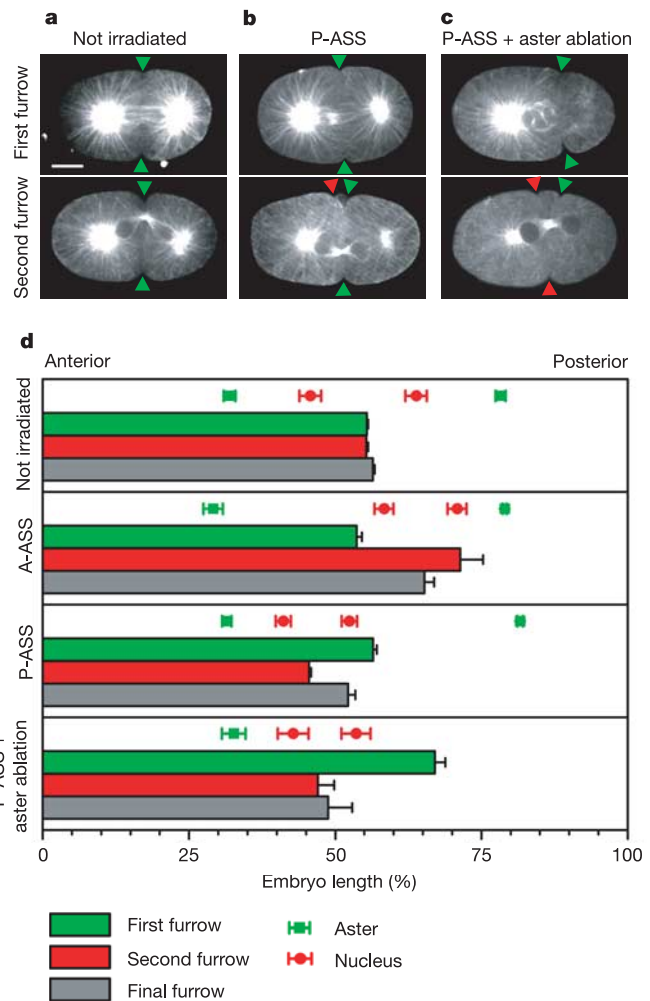 a
b
c
Not irradiated
P-ASS
P-ASS + aster ablation
First furrow
Second furrow
d
Anterior
Posterior
Not irradiated
A-ASS
P-ASS
aster ablation
0
25
50
75
100
Embryo length (%)
First furrow
Second furrow
Final furrow
Aster
Nucleus